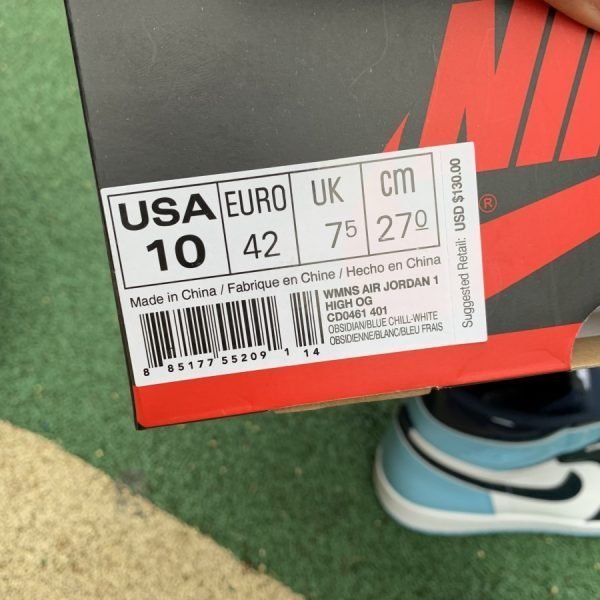 NIK
®
USA EURO UK cm
10 42 7.5 27.0
Suggested Retail: USD $130.00
Made in China / Fabrique en Chine / Hecho en China
WMNS AIR JORDAN 1
HIGH OG
CD0461 401
OBSIDIAN/BLUE CHILL-WHITE
OBSIDIENNE/BLANC/BLEU FRAIS
8 85177 55209 1 14